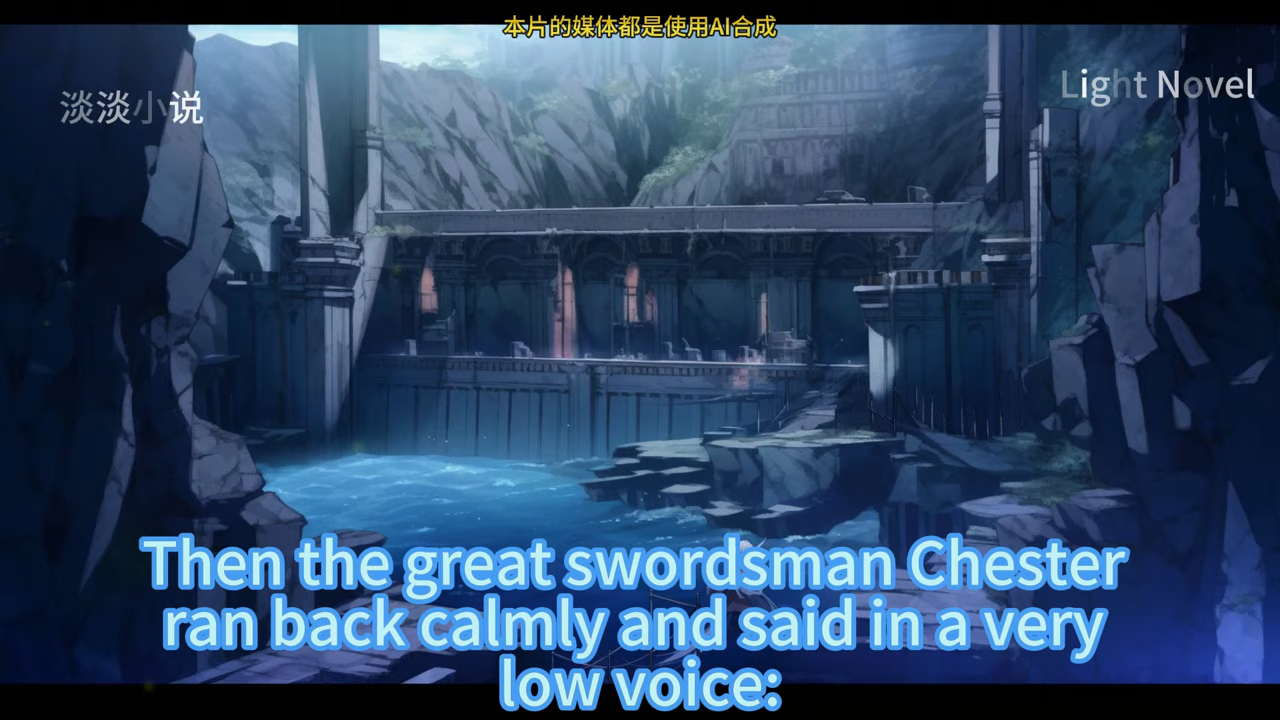 本片的媒体都是使用AI合成
淡淡小说
Light Novel
Then the great swordsman Chester
ran back calmly and said in a very
low voice: